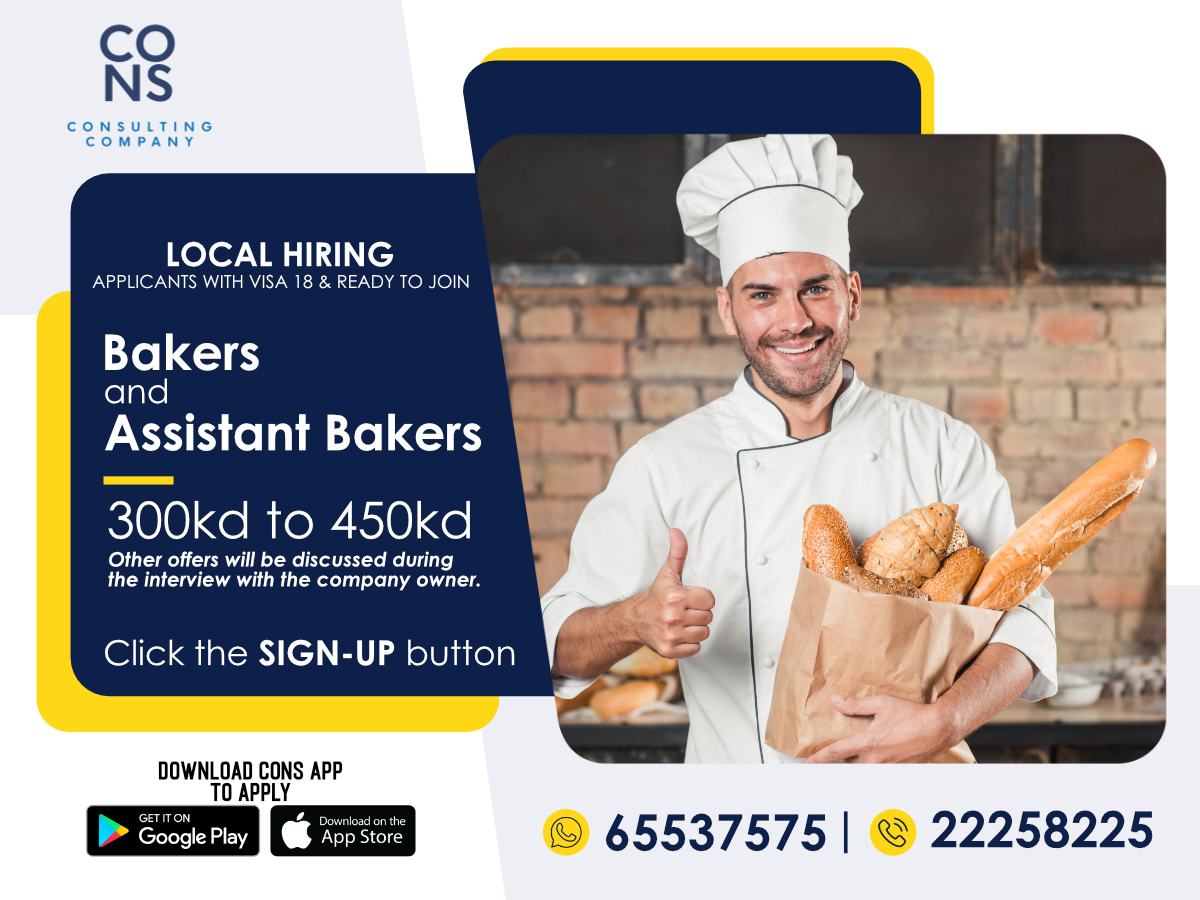 CO
NS
CONSULTING
COMPANY
LOCAL HIRING
APPLICANTS WITH VISA 18 & READY TO JOIN
Bakers
and
Assistant Bakers
300kd to 450kd
Other offers will be discussed during
the interview with the company owner.
Click the SIGN-UP button
DOWNLOAD CONS APP
TO APPLY
GET IT ON
Google Play
Download on the
App Store
65537575 | 22258225